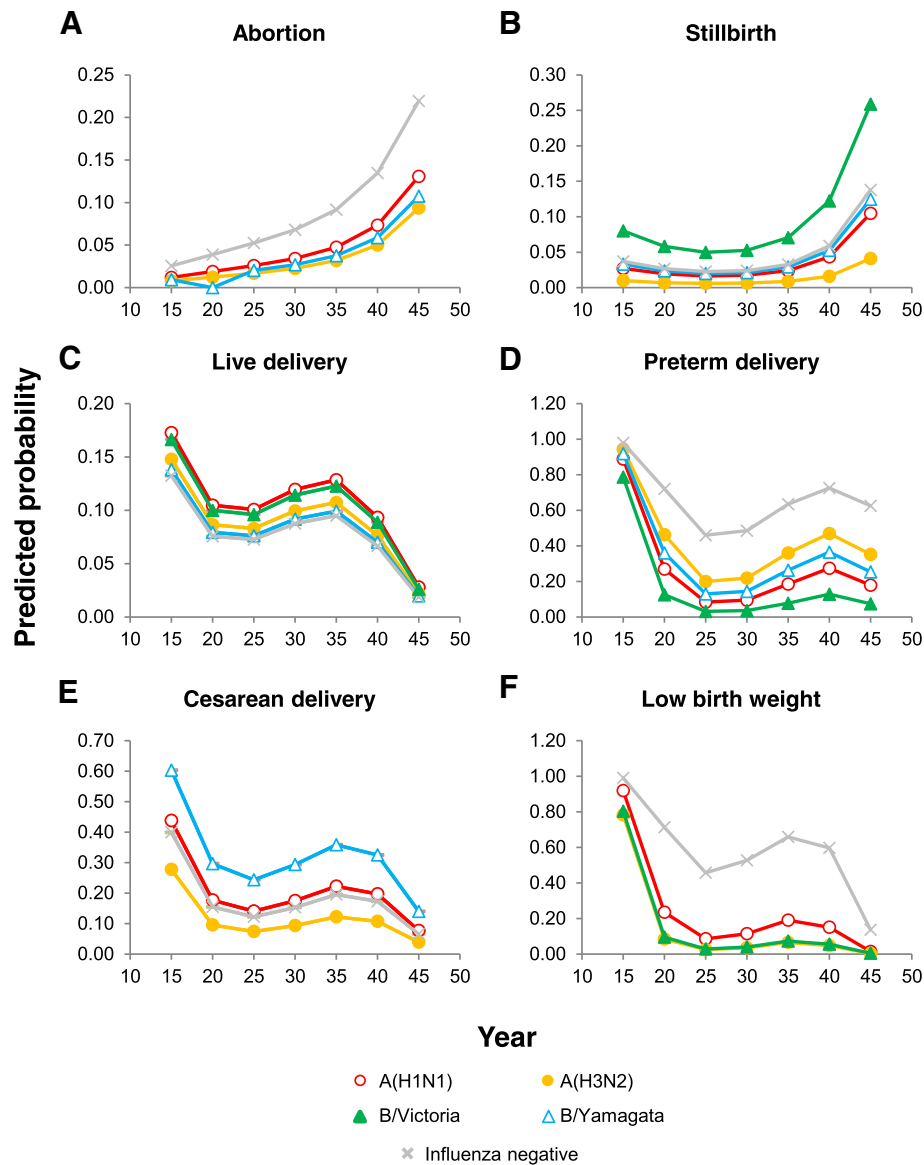 A Abortion
0.25
0.20
0.15
0.10
0.05
0.00
10 15 20 25 30 35 40 45 50
B Stillbirth
0.30
0.25
0.20
0.15
0.10
0.05
0.00
10 15 20 25 30 35 40 45 50
Predicted probability
C Live delivery
0.20
0.15
0.10
0.05
0.00
10 15 20 25 30 35 40 45 50
D Preterm delivery
1.20
1.00
0.80
0.60
0.40
0.20
0.00
10 15 20 25 30 35 40 45 50
E Cesarean delivery
0.70
0.60
0.50
0.40
0.30
0.20
0.10
0.00
10 15 20 25 30 35 40 45 50
F Low birth weight
1.20
1.00
0.80
0.60
0.40
0.20
0.00
10 15 20 25 30 35 40 45 50
Year
A(H1N1) A(H3N2)
B/Victoria B/Yamagata
Influenza negative